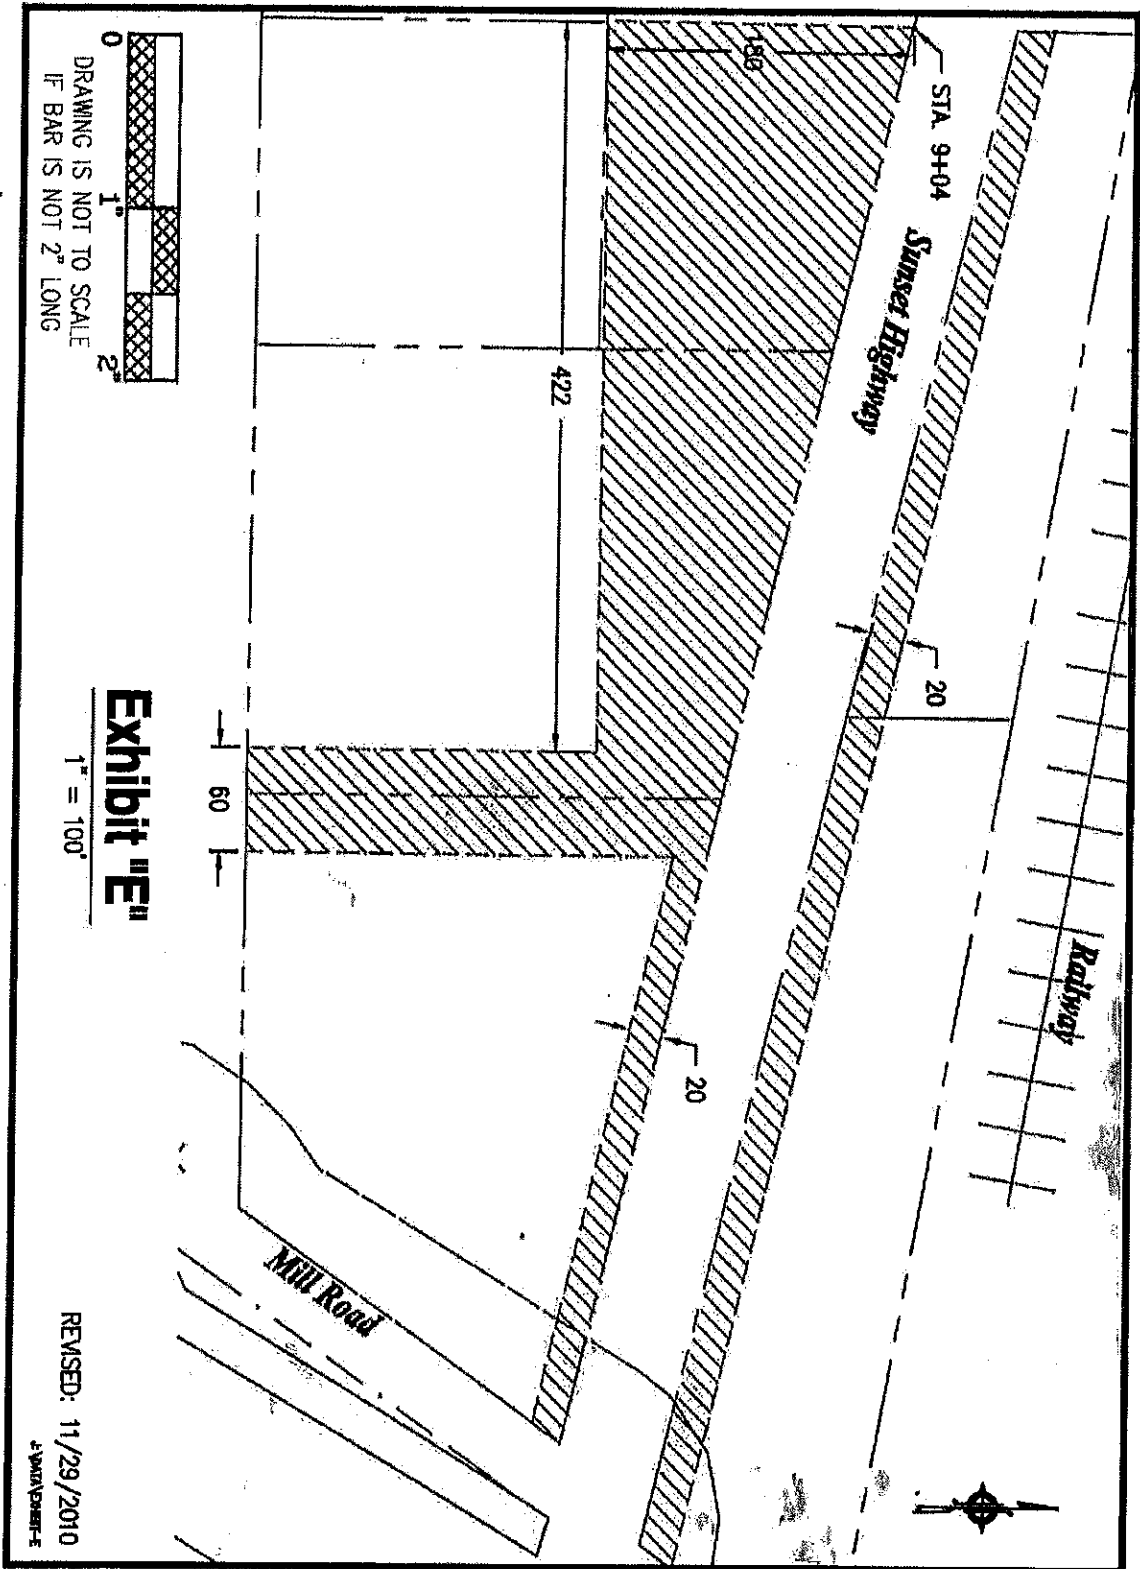 STA. 9+04
Sunset Highway
Railway
180
422
20
20
60
Mill Road
0 1" 2"
DRAWING IS NOT TO SCALE
IF BAR IS NOT 2" LONG
Exhibit "E"
1" = 100'
REVISED: 11/29/2010